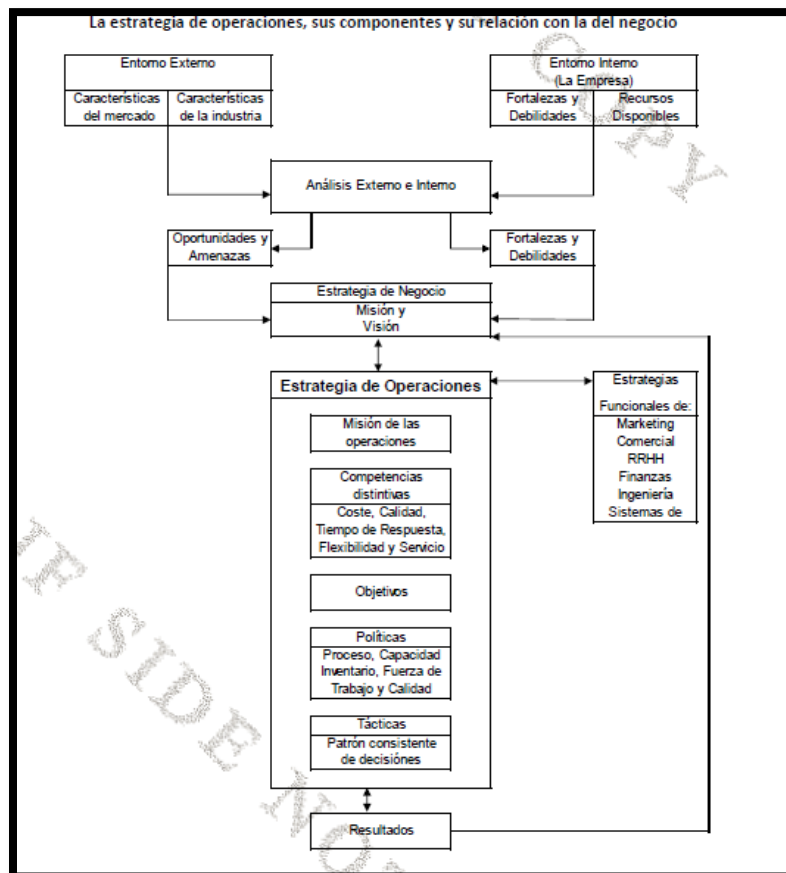 La estrategia de operaciones, sus componentes y su relación con la del negocio
Entorno Externo
Características
del mercado
Características
de la industria
Entorno Interno
(La Empresa)
Fortalezas y
Debilidades
Recursos
Disponibles
Análisis Externo e Interno
Oportunidades y
Amenazas
Fortalezas y
Debilidades
Estrategia de Negocio
Misión y
Visión
Estrategia de Operaciones
Misión de las
operaciones
Competencias
distintivas
Coste, Calidad,
Tiempo de Respuesta,
Flexibilidad y Servicio
Objetivos
Políticas
Proceso, Capacidad
Inventario, Fuerza de
Trabajo y Calidad
Tácticas
Patrón consistente
de decisiónes
Estrategias
Funcionales de:
Marketing
Comercial
RRHH
Finanzas
Ingeniería
Sistemas de
Resultados
COPY
SIDE